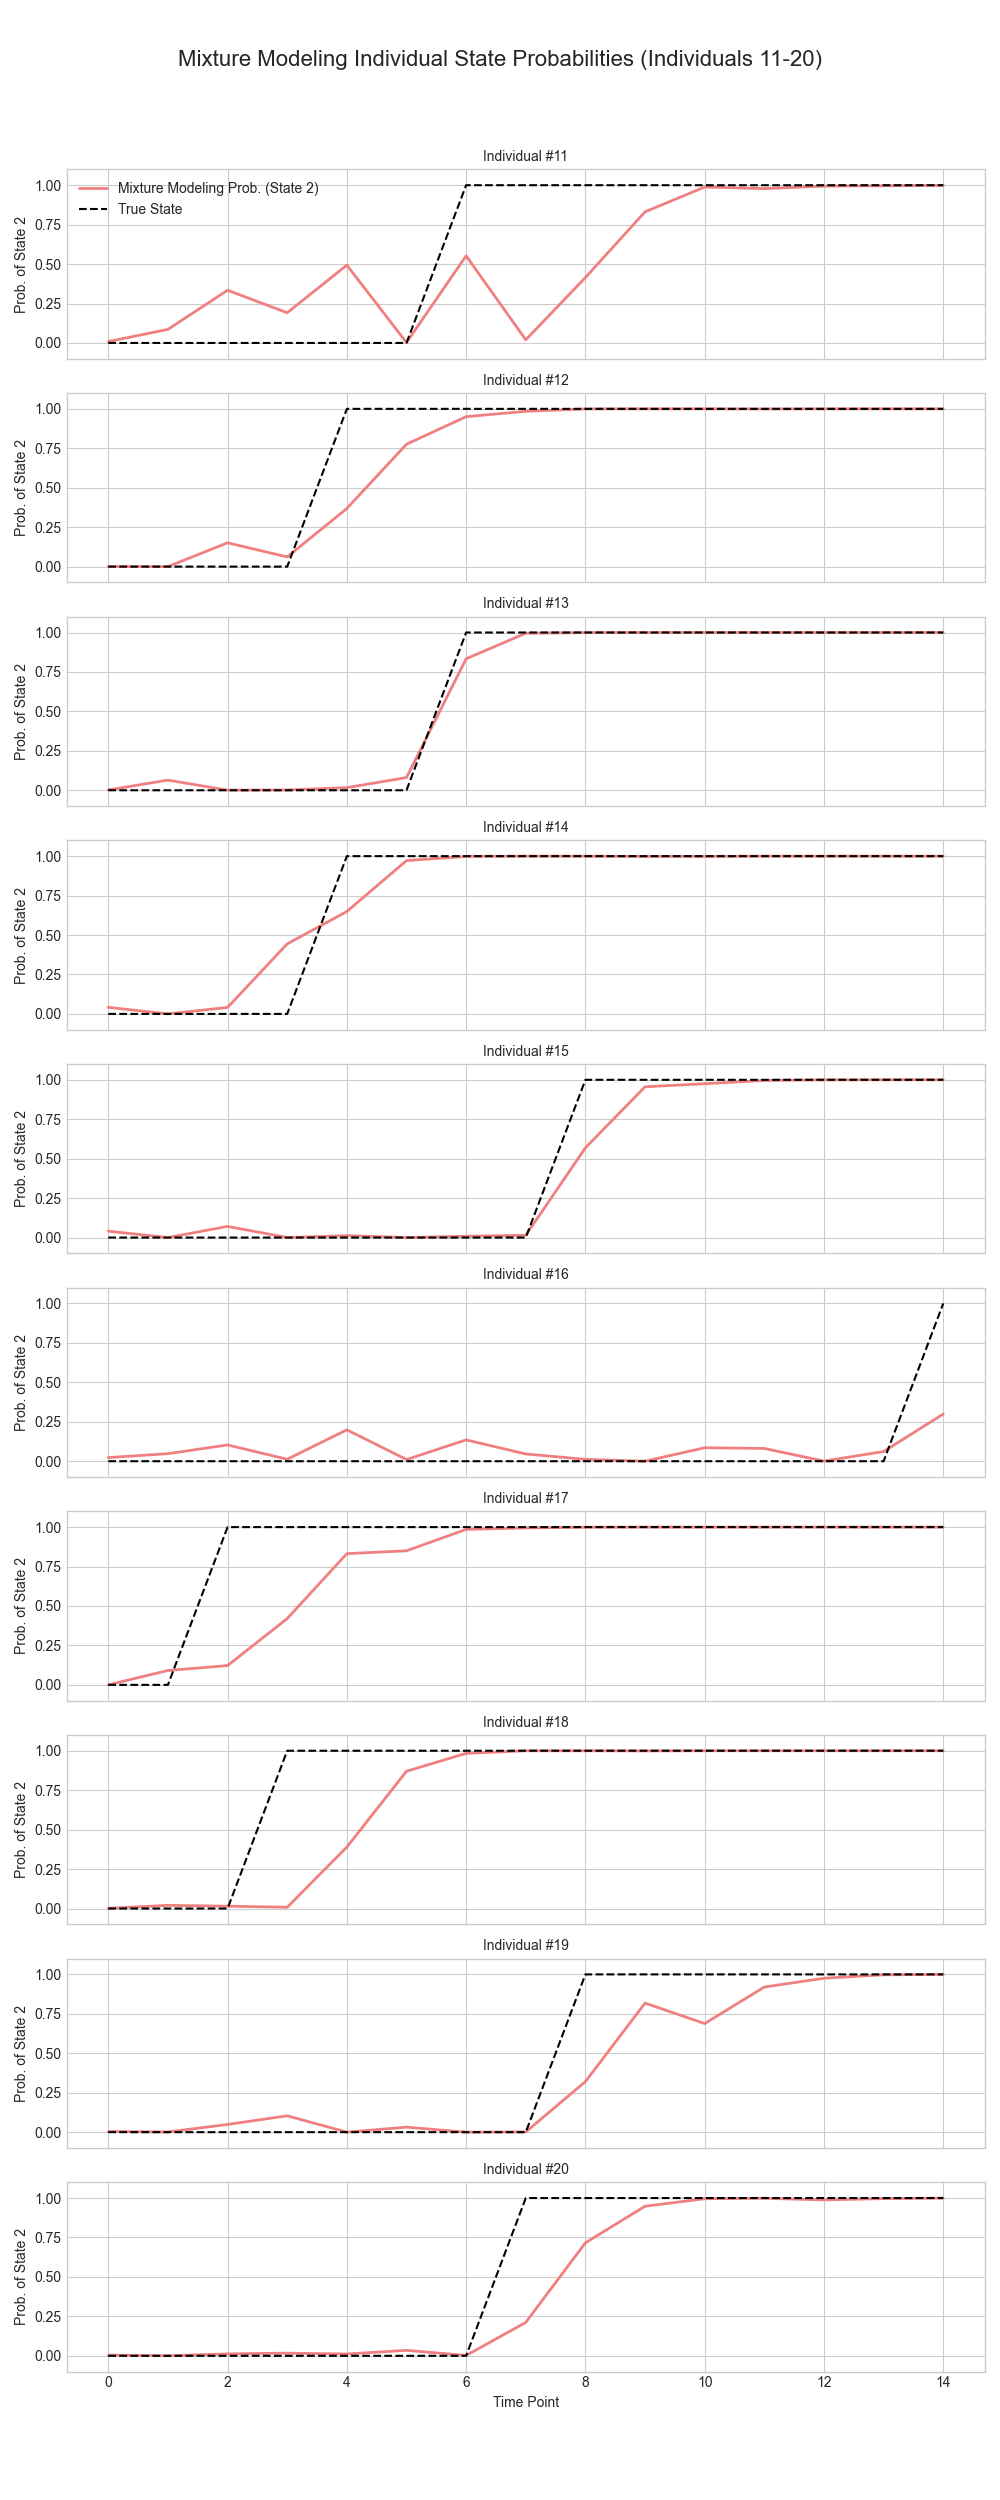 Mixture Modeling Individual State Probabilities (Individuals 11-20)
Individual #11
Prob. of State 2
1.00
0.75
0.50
0.25
0.00
Mixture Modeling Prob. (State 2)
True State
Individual #12
Prob. of State 2
1.00
0.75
0.50
0.25
0.00
Individual #13
Prob. of State 2
1.00
0.75
0.50
0.25
0.00
Individual #14
Prob. of State 2
1.00
0.75
0.50
0.25
0.00
Individual #15
Prob. of State 2
1.00
0.75
0.50
0.25
0.00
Individual #16
Prob. of State 2
1.00
0.75
0.50
0.25
0.00
Individual #17
Prob. of State 2
1.00
0.75
0.50
0.25
0.00
Individual #18
Prob. of State 2
1.00
0.75
0.50
0.25
0.00
Individual #19
Prob. of State 2
1.00
0.75
0.50
0.25
0.00
Individual #20
Prob. of State 2
1.00
0.75
0.50
0.25
0.00
0 2 4 6 8 10 12 14
Time Point